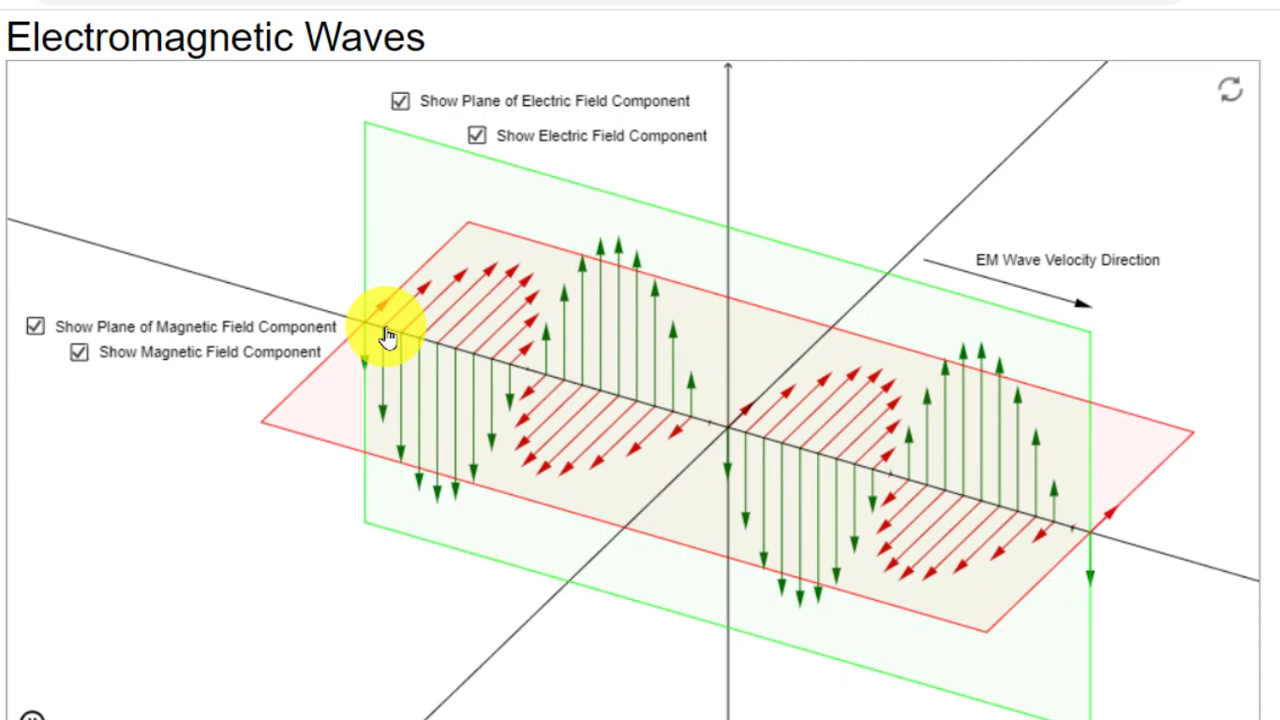 Electromagnetic Waves
Show Plane of Electric Field Component
Show Electric Field Component
EM Wave Velocity Direction
Show Plane of Magnetic Field Component
Show Magnetic Field Component